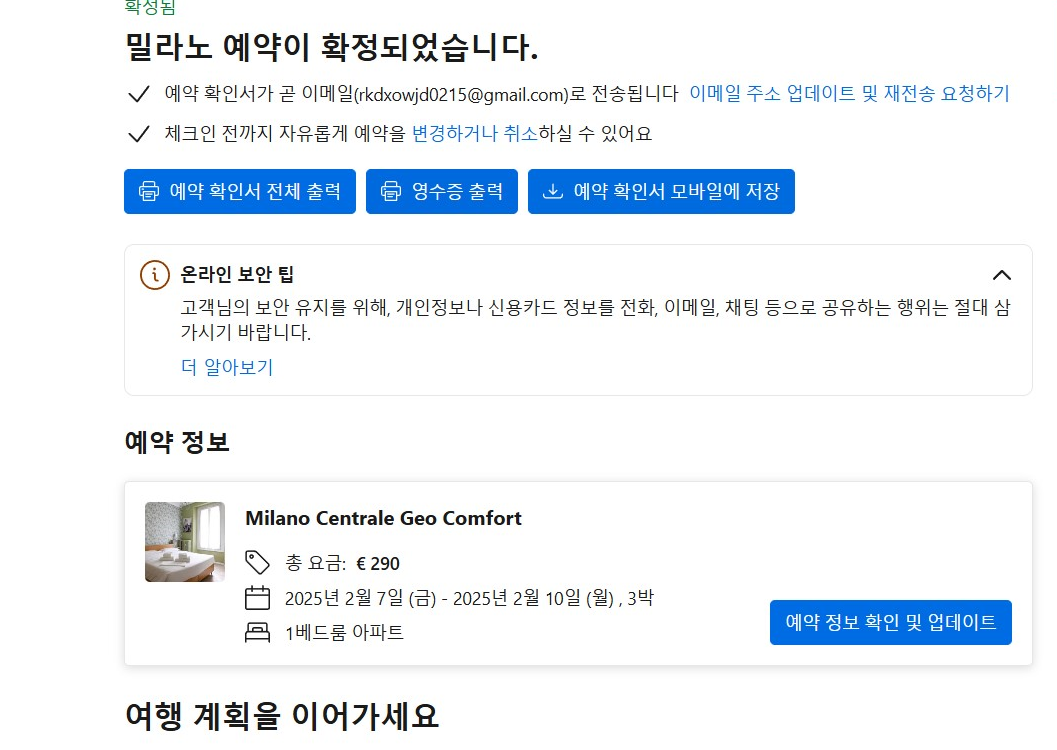 확정됨
밀라노 예약이 확정되었습니다.
예약 확인서가 곧 이메일(rkdxowjd0215@gmail.com)로 전송됩니다 이메일 주소 업데이트 및 재전송 요청하기
체크인 전까지 자유롭게 예약을 변경하거나 취소하실 수 있어요
예약 확인서 전체 출력 영수증 출력 예약 확인서 모바일에 저장
온라인 보안 팁
고객님의 보안 유지를 위해, 개인정보나 신용카드 정보를 전화, 이메일, 채팅 등으로 공유하는 행위는 절대 삼
가시기 바랍니다.
더 알아보기
예약 정보
Milano Centrale Geo Comfort
총 요금: € 290
2025년 2월 7일 (금) - 2025년 2월 10일 (월) , 3박
1베드룸 아파트
예약 정보 확인 및 업데이트
여행 계획을 이어가세요